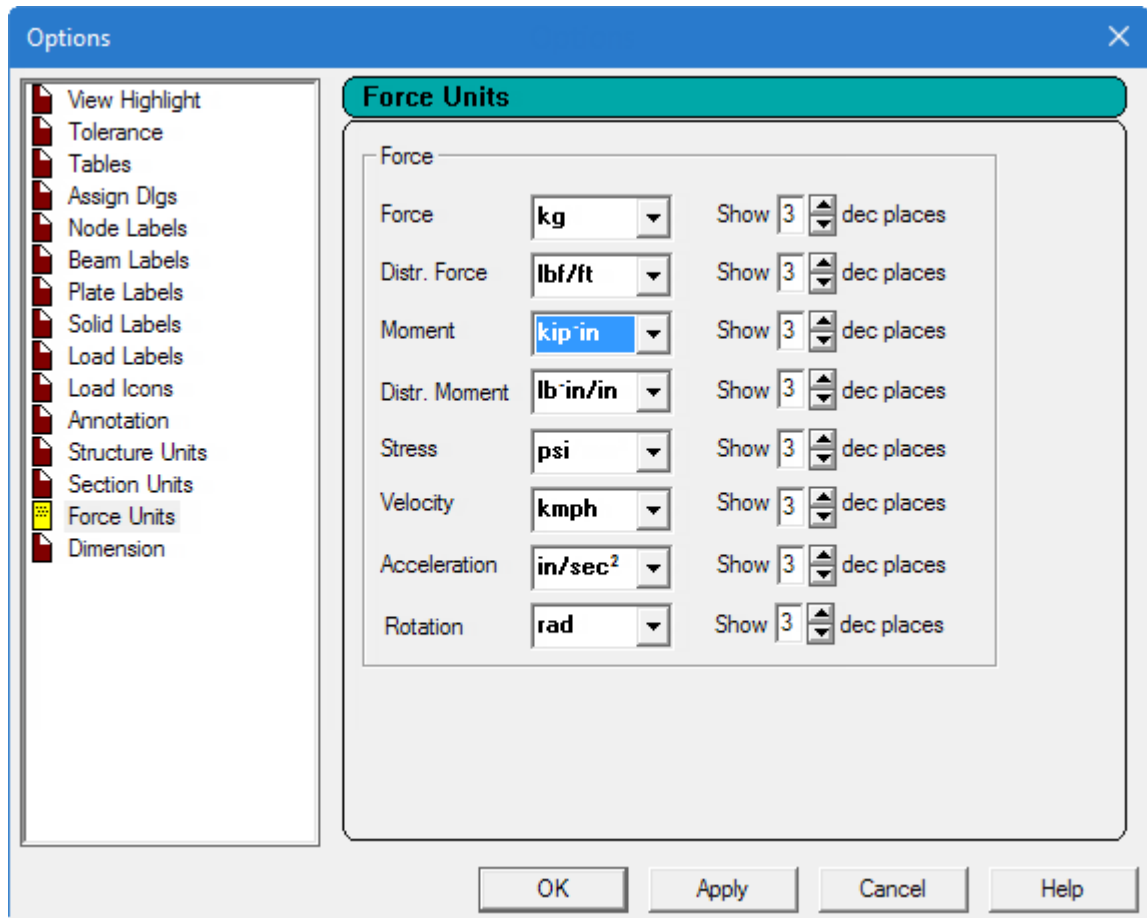 Options
View Highlight
Tolerance
Tables
Assign Dlgs
Node Labels
Beam Labels
Plate Labels
Solid Labels
Load Labels
Load Icons
Annotation
Structure Units
Section Units
Force Units
Dimension
Force Units
Force
Force kg Show 3 dec places
Distr. Force lbf/ft Show 3 dec places
Moment kip-in Show 3 dec places
Distr. Moment lb-in/in Show 3 dec places
Stress psi Show 3 dec places
Velocity kmph Show 3 dec places
Acceleration in/sec² Show 3 dec places
Rotation rad Show 3 dec places
OK Apply Cancel Help